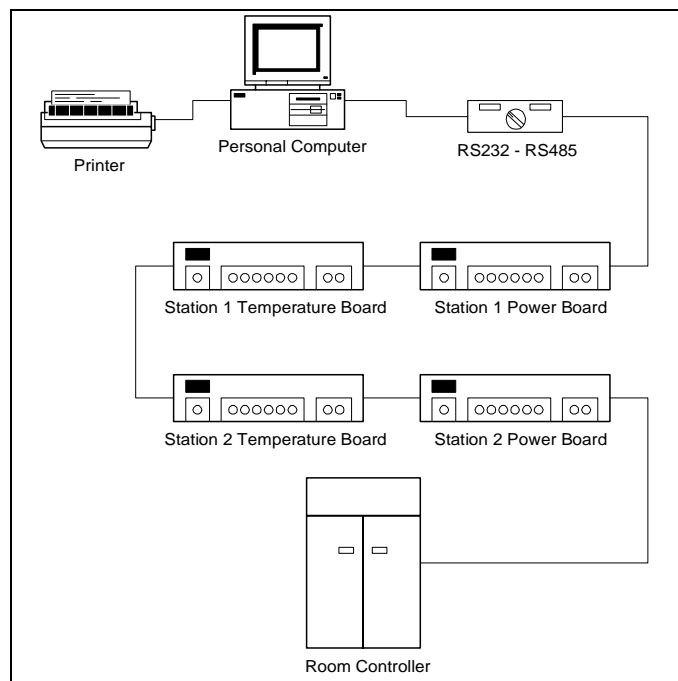 Printer
Personal Computer
RS232 - RS485
Station 1 Temperature Board
Station 1 Power Board
Station 2 Temperature Board
Station 2 Power Board
Room Controller